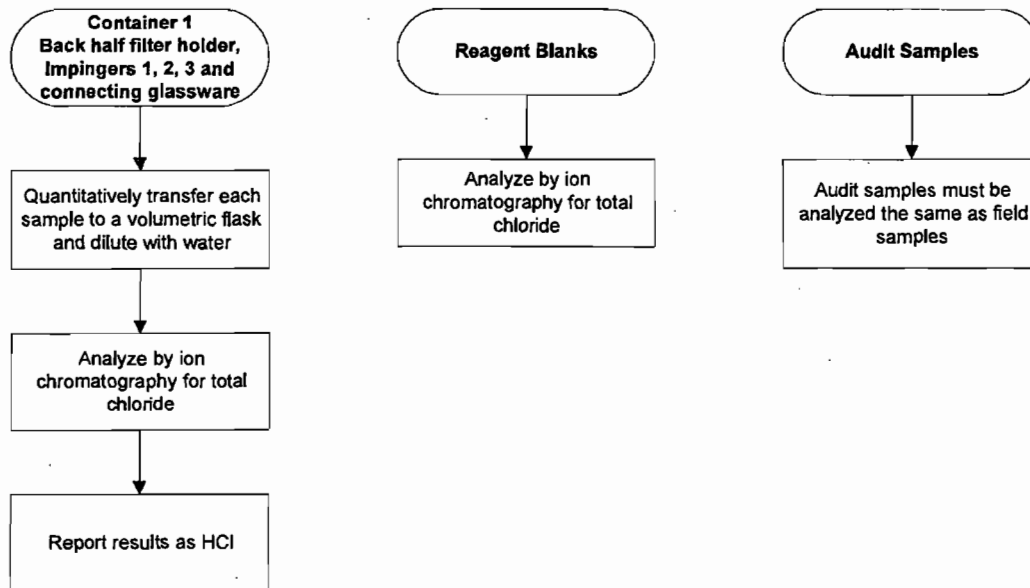 Container 1
Back half filter holder,
Impingers 1, 2, 3 and
connecting glassware
Quantitatively transfer each
sample to a volumetric flask
and dilute with water
Analyze by ion
chromatography for total
chloride
Report results as HCl
Reagent Blanks
Analyze by ion
chromatography for total
chloride
Audit Samples
Audit samples must be
analyzed the same as field
samples